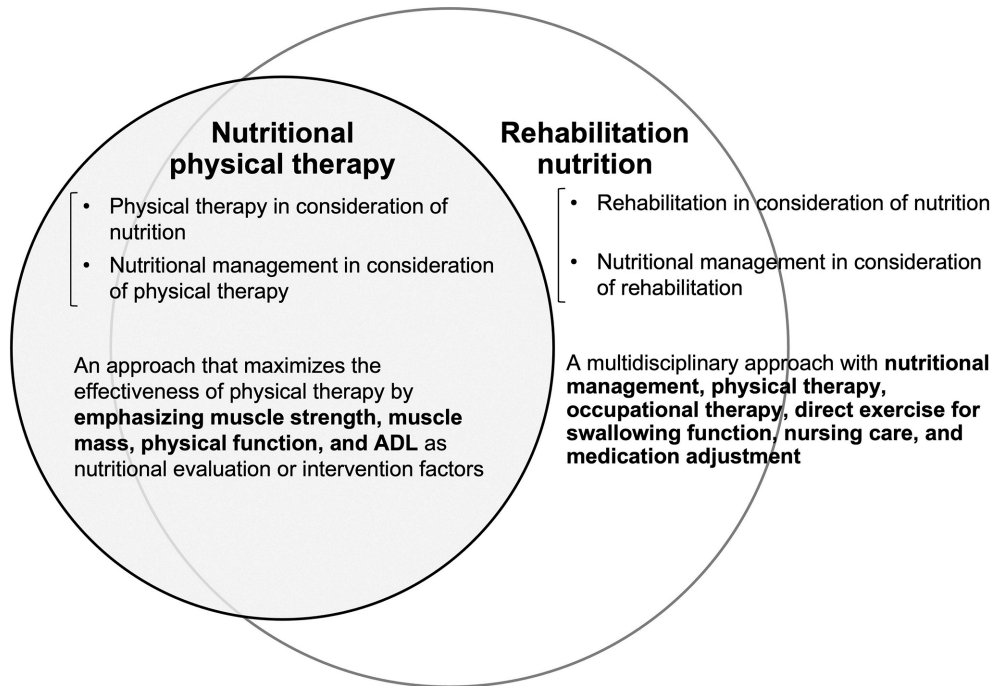 Nutritional
physical therapy
• Physical therapy in consideration of
nutrition
• Nutritional management in consideration
of physical therapy
An approach that maximizes the
effectiveness of physical therapy by
emphasizing muscle strength, muscle
mass, physical function, and ADL as
nutritional evaluation or intervention factors
Rehabilitation
nutrition
• Rehabilitation in consideration of nutrition
• Nutritional management in consideration
of rehabilitation
A multidisciplinary approach with nutritional
management, physical therapy,
occupational therapy, direct exercise for
swallowing function, nursing care, and
medication adjustment